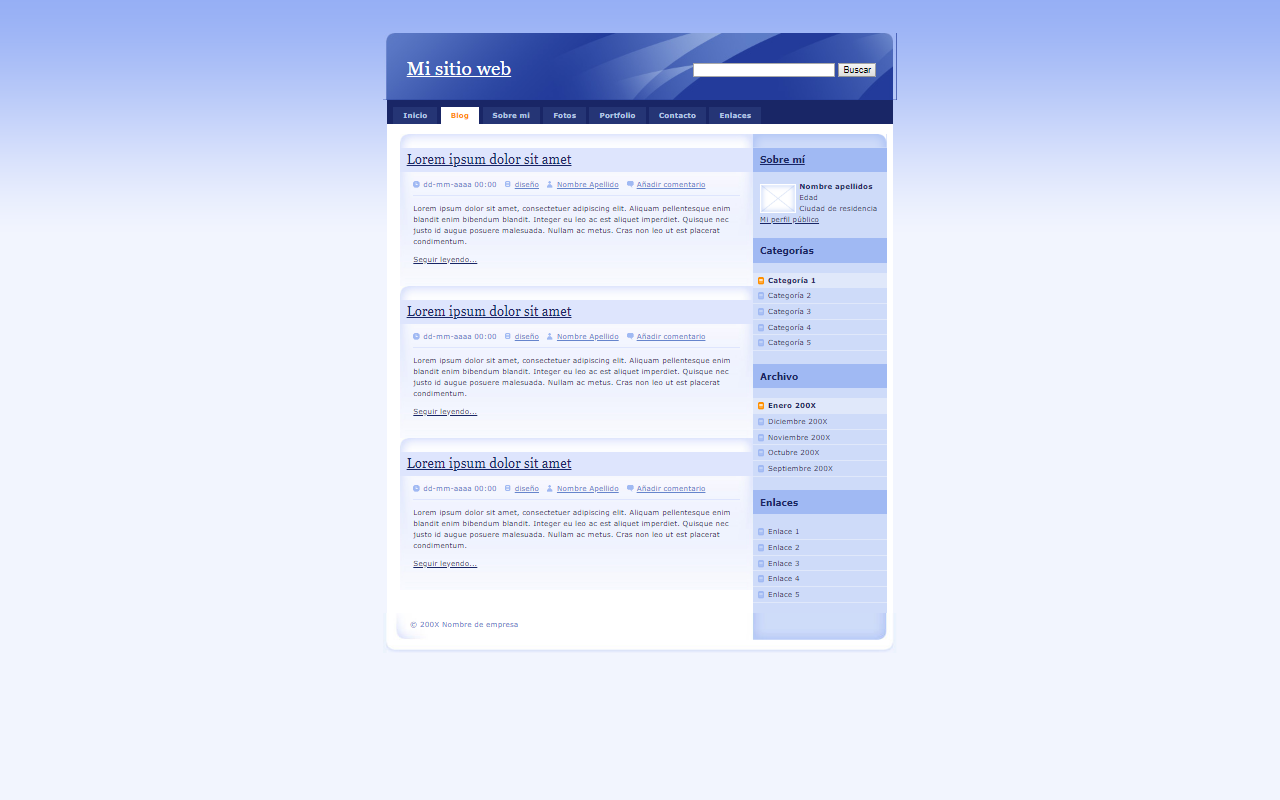 Mi sitio web
Buscar
Inicio Blog Sobre mi Fotos Portfolio Contacto Enlaces
Lorem ipsum dolor sit amet
dd-mm-aaaa 00:00 diseño Nombre Apellido Añadir comentario
Lorem ipsum dolor sit amet, consectetuer adipiscing elit. Aliquam pellentesque enim
blandit enim bibendum blandit. Integer eu leo ac est aliquet imperdiet. Quisque nec
justo id augue posuere malesuada. Nullam ac metus. Cras non leo ut est placerat
condimentum.
Seguir leyendo...
Lorem ipsum dolor sit amet
dd-mm-aaaa 00:00 diseño Nombre Apellido Añadir comentario
Lorem ipsum dolor sit amet, consectetuer adipiscing elit. Aliquam pellentesque enim
blandit enim bibendum blandit. Integer eu leo ac est aliquet imperdiet. Quisque nec
justo id augue posuere malesuada. Nullam ac metus. Cras non leo ut est placerat
condimentum.
Seguir leyendo...
Lorem ipsum dolor sit amet
dd-mm-aaaa 00:00 diseño Nombre Apellido Añadir comentario
Lorem ipsum dolor sit amet, consectetuer adipiscing elit. Aliquam pellentesque enim
blandit enim bibendum blandit. Integer eu leo ac est aliquet imperdiet. Quisque nec
justo id augue posuere malesuada. Nullam ac metus. Cras non leo ut est placerat
condimentum.
Seguir leyendo...
Sobre mí
Nombre apellidos
Edad
Ciudad de residencia
Mi perfil público
Categorías
Categoría 1
Categoría 2
Categoría 3
Categoría 4
Categoría 5
Archivo
Enero 200X
Diciembre 200X
Noviembre 200X
Octubre 200X
Septiembre 200X
Enlaces
Enlace 1
Enlace 2
Enlace 3
Enlace 4
Enlace 5
© 200X Nombre de empresa